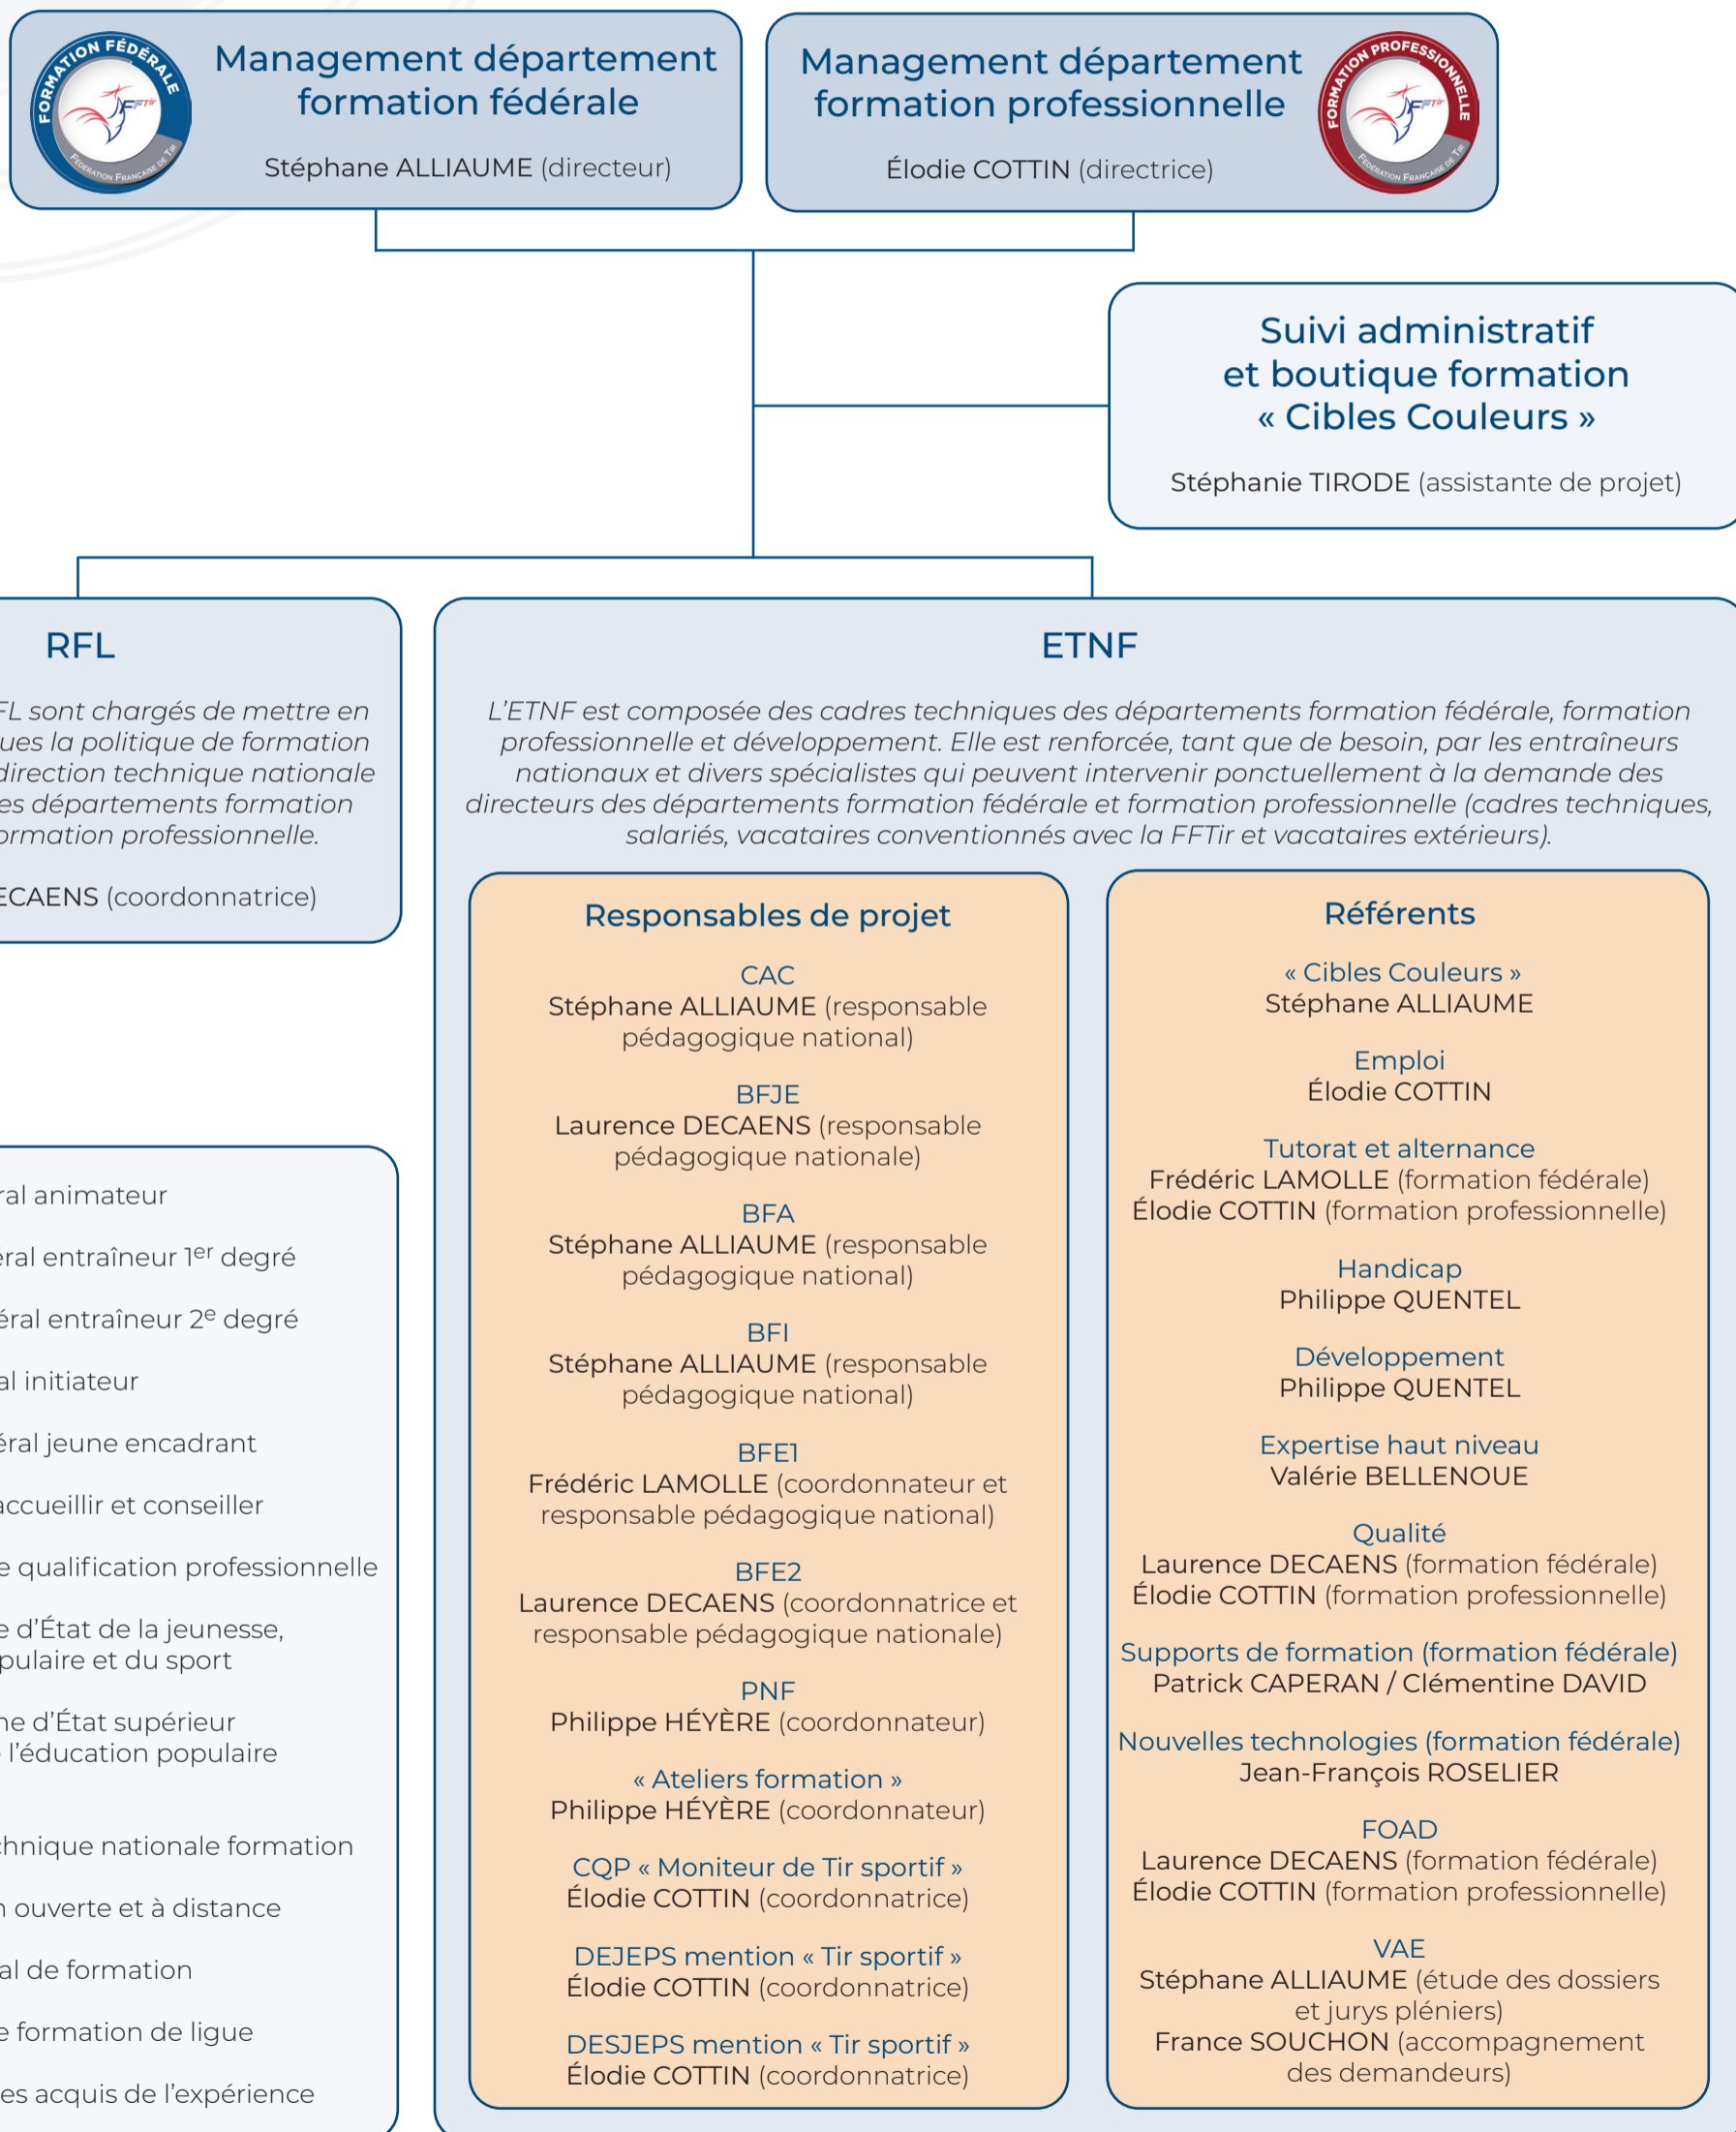 FORMATION FÉDÉRALE
FFTir
FÉDÉRATION FRANÇAISE DE TIR
Management département
formation fédérale
Stéphane ALLIAUME (directeur)
Management département
formation professionnelle
Élodie COTTIN (directrice)
FORMATION PROFESSIONNELLE
FFTir
FÉDÉRATION FRANÇAISE DE TIR
Suivi administratif
et boutique formation
« Cibles Couleurs »
Stéphanie TIRODE (assistante de projet)
RFL
FL sont chargés de mettre en
ues la politique de formation
direction technique nationale
es départements formation
ormation professionnelle.
ECAENS (coordonnatrice)
ETNF
L'ETNF est composée des cadres techniques des départements formation fédérale, formation
professionnelle et développement. Elle est renforcée, tant que de besoin, par les entraîneurs
nationaux et divers spécialistes qui peuvent intervenir ponctuellement à la demande des
directeurs des départements formation fédérale et formation professionnelle (cadres techniques,
salariés, vacataires conventionnés avec la FFTir et vacataires extérieurs).
Responsables de projet
CAC
Stéphane ALLIAUME (responsable
pédagogique national)
BFJE
Laurence DECAENS (responsable
pédagogique nationale)
BFA
Stéphane ALLIAUME (responsable
pédagogique national)
BFI
Stéphane ALLIAUME (responsable
pédagogique national)
BFE1
Frédéric LAMOLLE (coordonnateur et
responsable pédagogique national)
BFE2
Laurence DECAENS (coordonnatrice et
responsable pédagogique nationale)
PNF
Philippe HÉYÈRE (coordonnateur)
« Ateliers formation »
Philippe HÉYÈRE (coordonnateur)
CQP « Moniteur de Tir sportif »
Élodie COTTIN (coordonnatrice)
DEJEPS mention « Tir sportif »
Élodie COTTIN (coordonnatrice)
DESJEPS mention « Tir sportif »
Élodie COTTIN (coordonnatrice)
Référents
« Cibles Couleurs »
Stéphane ALLIAUME
Emploi
Élodie COTTIN
Tutorat et alternance
Frédéric LAMOLLE (formation fédérale)
Élodie COTTIN (formation professionnelle)
Handicap
Philippe QUENTEL
Développement
Philippe QUENTEL
Expertise haut niveau
Valérie BELLENOUE
Qualité
Laurence DECAENS (formation fédérale)
Élodie COTTIN (formation professionnelle)
Supports de formation (formation fédérale)
Patrick CAPERAN / Clémentine DAVID
Nouvelles technologies (formation fédérale)
Jean-François ROSELIER
FOAD
Laurence DECAENS (formation fédérale)
Élodie COTTIN (formation professionnelle)
VAE
Stéphane ALLIAUME (étude des dossiers
et jurys pléniers)
France SOUCHON (accompagnement
des demandeurs)
ral animateur
éral entraîneur 1er degré
éral entraîneur 2e degré
al initiateur
éral jeune encadrant
accueillir et conseiller
e qualification professionnelle
e d'État de la jeunesse,
pulaire et du sport
ne d'État supérieur
l'éducation populaire
chnique nationale formation
n ouverte et à distance
al de formation
e formation de ligue
es acquis de l'expérience